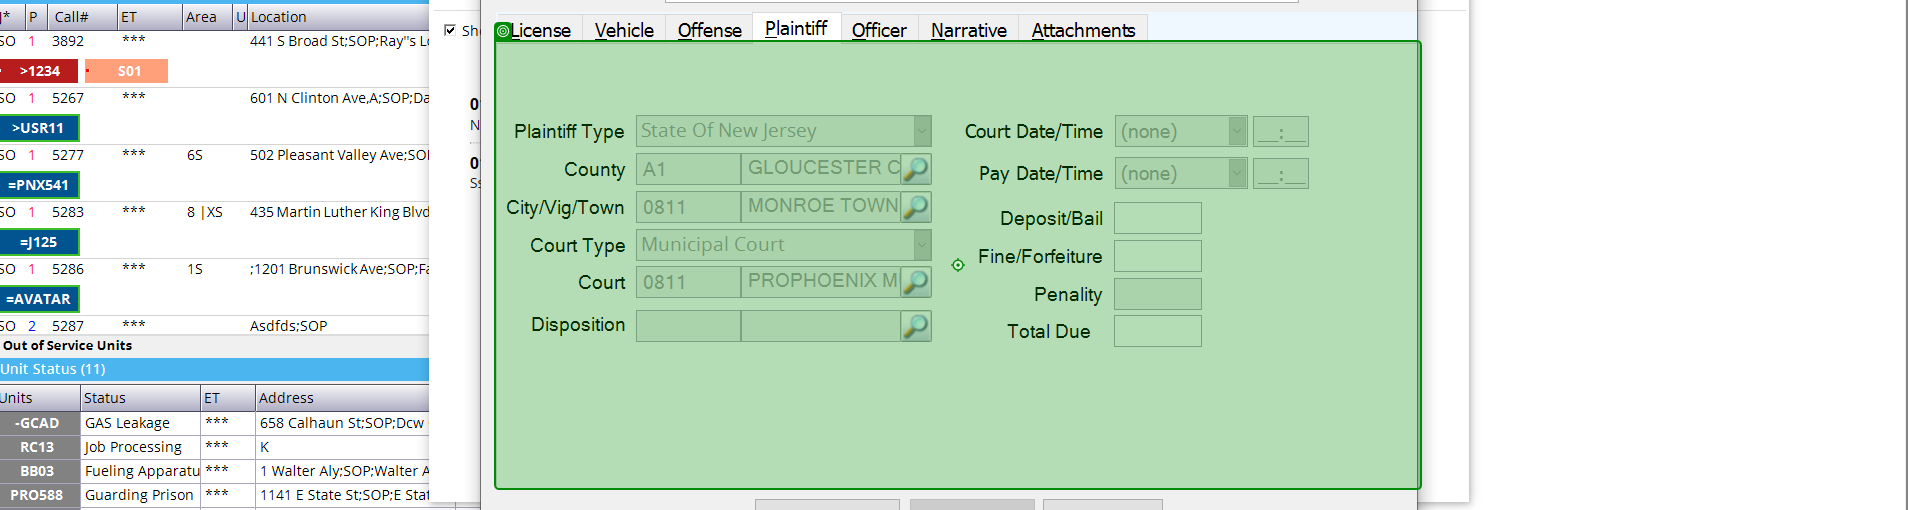 J* P Call# ET Area U Location
SO 1 3892 *** 441 S Broad St;SOP;Ray"s Lo
>1234 S01
SO 1 5267 *** 601 N Clinton Ave,A;SOP;Da
>USR11
SO 1 5277 *** 6S 502 Pleasant Valley Ave;SOP
=PNX541
SO 1 5283 *** 8 |XS 435 Martin Luther King Blvd
=J125
SO 1 5286 *** 1S ;1201 Brunswick Ave;SOP;Fa
=AVATAR
SO 2 5287 *** Asdfds;SOP
Out of Service Units
Unit Status (11)
Units Status ET Address
-GCAD GAS Leakage *** 658 Calhaun St;SOP;Dcw
RC13 Job Processing *** K
BB03 Fueling Apparatu *** 1 Walter Aly;SOP;Walter A
PRO588 Guarding Prison *** 1141 E State St;SOP;E Stat
Sh
License Vehicle Offense Plaintiff Officer Narrative Attachments
Plaintiff Type State Of New Jersey
County A1 GLOUCESTER C
City/Vig/Town 0811 MONROE TOWN
Court Type Municipal Court
Court 0811 PROPHOENIX M
Disposition
Court Date/Time (none) __:__
Pay Date/Time (none) __:__
Deposit/Bail
Fine/Forfeiture
Penality
Total Due